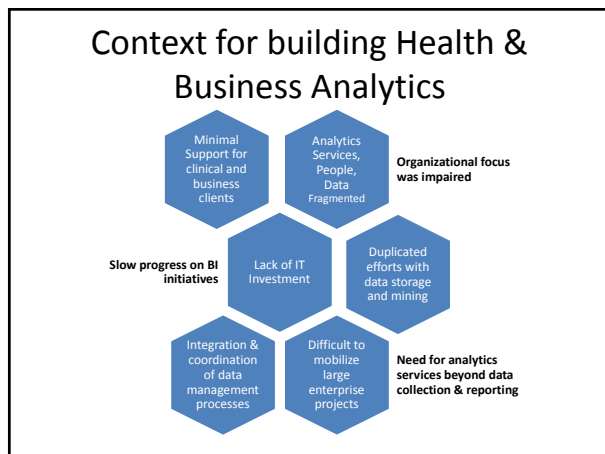 Context for building Health &
Business Analytics
Minimal
Support for
clinical and
business
clients
Analytics
Services,
People,
Data
Fragmented
Organizational focus
was impaired
Slow progress on BI
initiatives
Lack of IT
Investment
Duplicated
efforts with
data storage
and mining
Integration &
coordination
of data
management
processes
Difficult to
mobilize
large
enterprise
projects
Need for analytics
services beyond data
collection & reporting